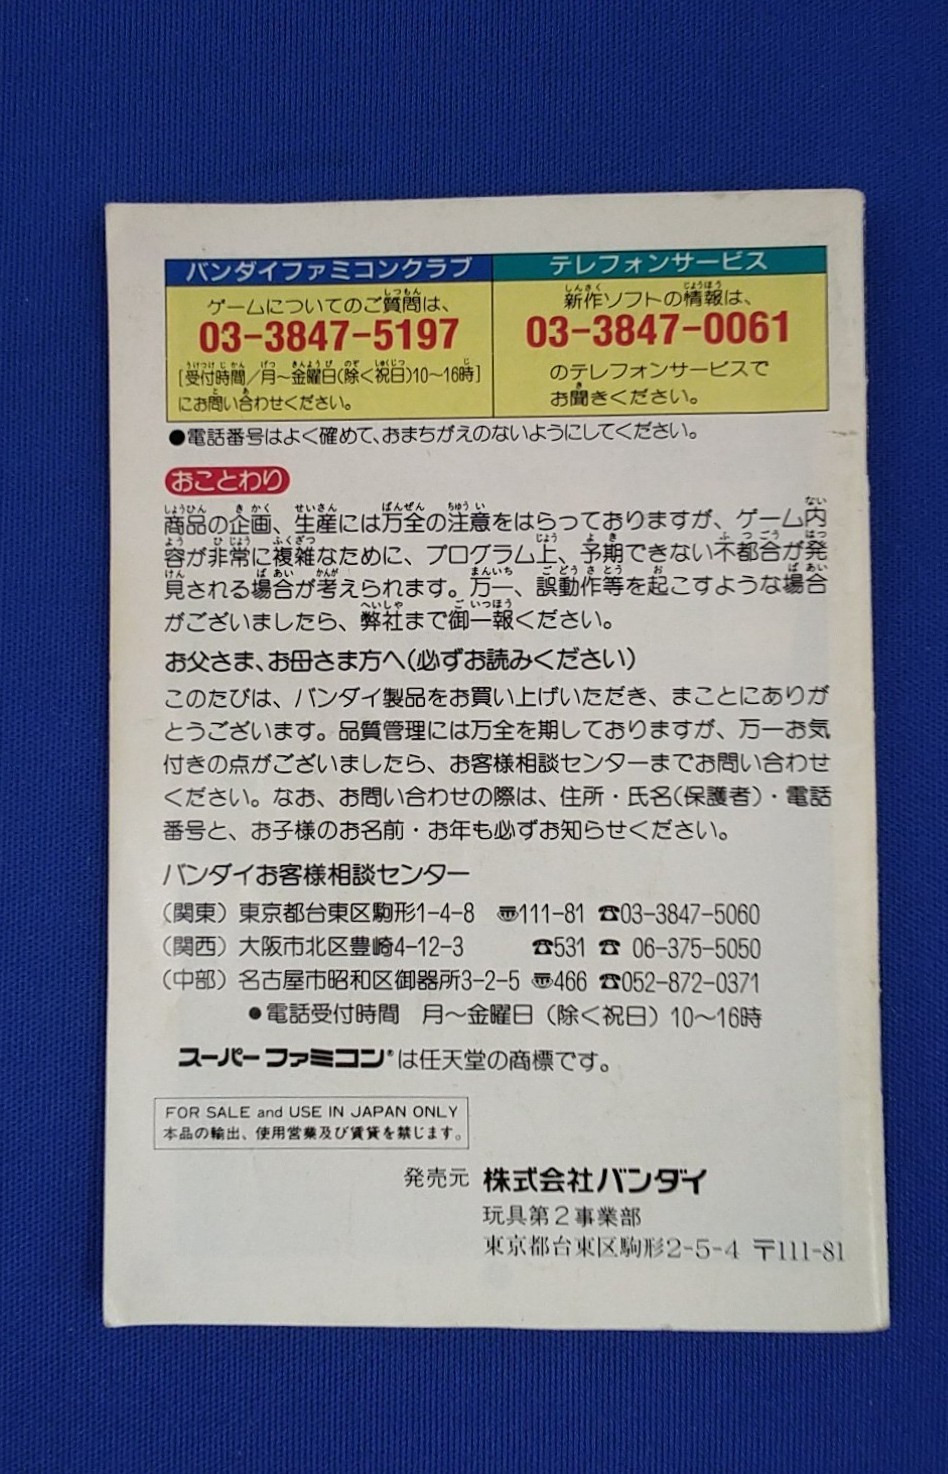 バンダイファミコンクラブ
ゲームについてのご質問は、
03-3847-5197
[受付時間／月〜金曜日(除く祝日)10〜16時]
にお問い合わせください。
テレフォンサービス
新作ソフトの情報は、
03-3847-0061
のテレフォンサービスで
お聞きください。
●電話番号はよく確めて、おまちがえのないようにしてください。
おことわり
商品の企画、生産には万全の注意をはらっておりますが、ゲーム内
容が非常に複雑なために、プログラム上、予期できない不都合が発
見される場合が考えられます。万一、誤動作等を起こすような場合
がございましたら、弊社まで御一報ください。
お父さま、お母さま方へ(必ずお読みください)
このたびは、バンダイ製品をお買い上げいただき、まことにありが
とうございます。品質管理には万全を期しておりますが、万一お気
付きの点がございましたら、お客様相談センターまでお問い合わせ
ください。なお、お問い合わせの際は、住所・氏名(保護者)・電話
番号と、お子様のお名前・お年も必ずお知らせください。
バンダイお客様相談センター
(関東) 東京都台東区駒形1-4-8 〠111-81 ☎03-3847-5060
(関西) 大阪市北区豊崎4-12-3 ☎531 ☎ 06-375-5050
(中部) 名古屋市昭和区御器所3-2-5 〠466 ☎052-872-0371
●電話受付時間 月〜金曜日 (除く祝日) 10〜16時
スーパーファミコン®は任天堂の商標です。
FOR SALE and USE IN JAPAN ONLY
本品の輸出、使用営業及び賃貸を禁じます。
発売元 株式会社バンダイ
玩具第2事業部
東京都台東区駒形2-5-4 〒111-81